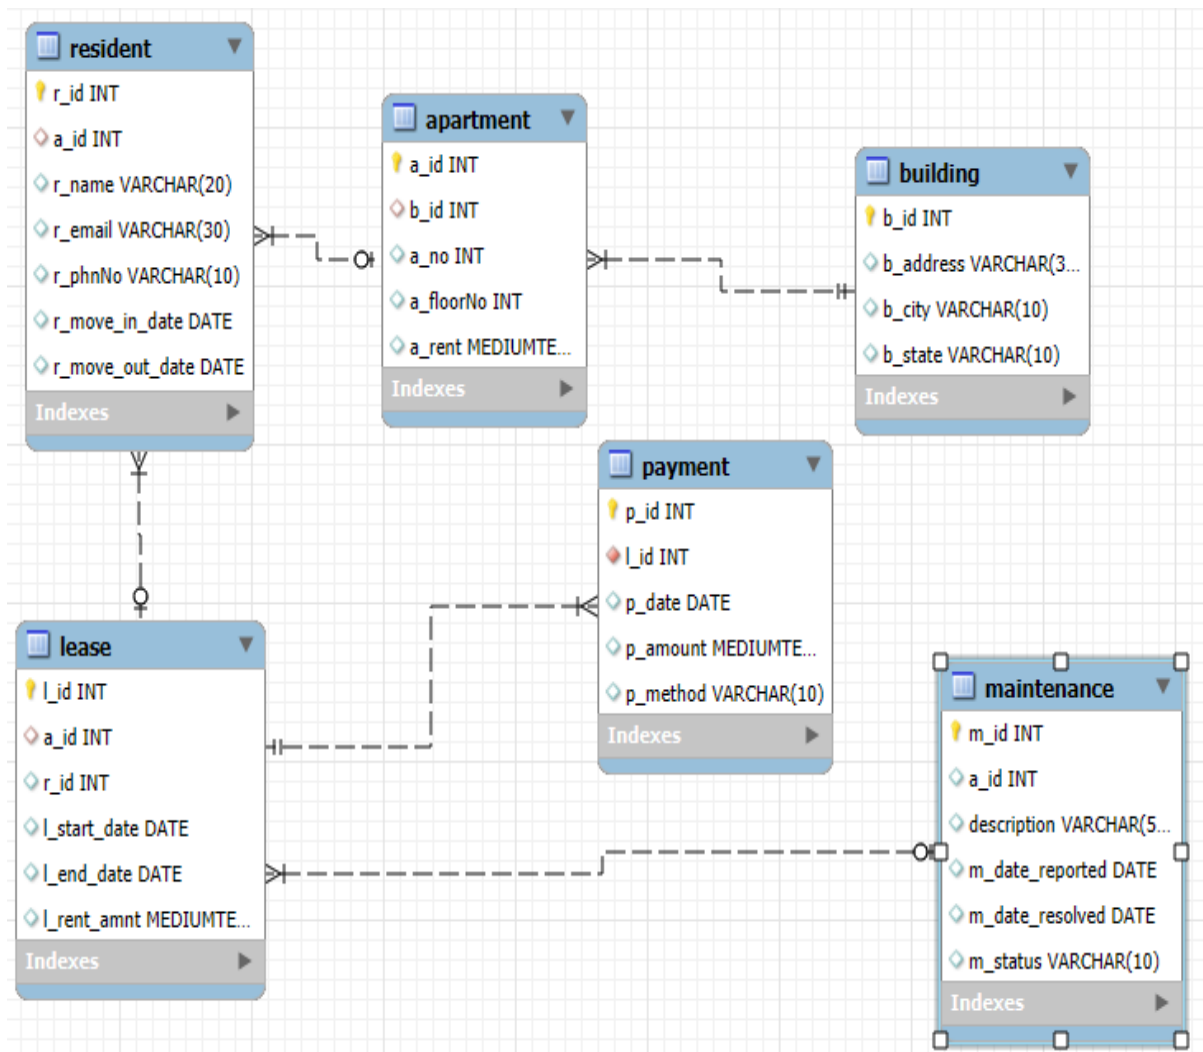 resident
r_id INT
a_id INT
r_name VARCHAR(20)
r_email VARCHAR(30)
r_phnNo VARCHAR(10)
r_move_in_date DATE
r_move_out_date DATE
Indexes
apartment
a_id INT
b_id INT
a_no INT
a_floorNo INT
a_rent MEDIUMTE...
Indexes
building
b_id INT
b_address VARCHAR(3...
b_city VARCHAR(10)
b_state VARCHAR(10)
Indexes
payment
p_id INT
l_id INT
p_date DATE
p_amount MEDIUMTE...
p_method VARCHAR(10)
Indexes
lease
l_id INT
a_id INT
r_id INT
l_start_date DATE
l_end_date DATE
l_rent_amnt MEDIUMTE...
Indexes
maintenance
m_id INT
a_id INT
description VARCHAR(5...
m_date_reported DATE
m_date_resolved DATE
m_status VARCHAR(10)
Indexes